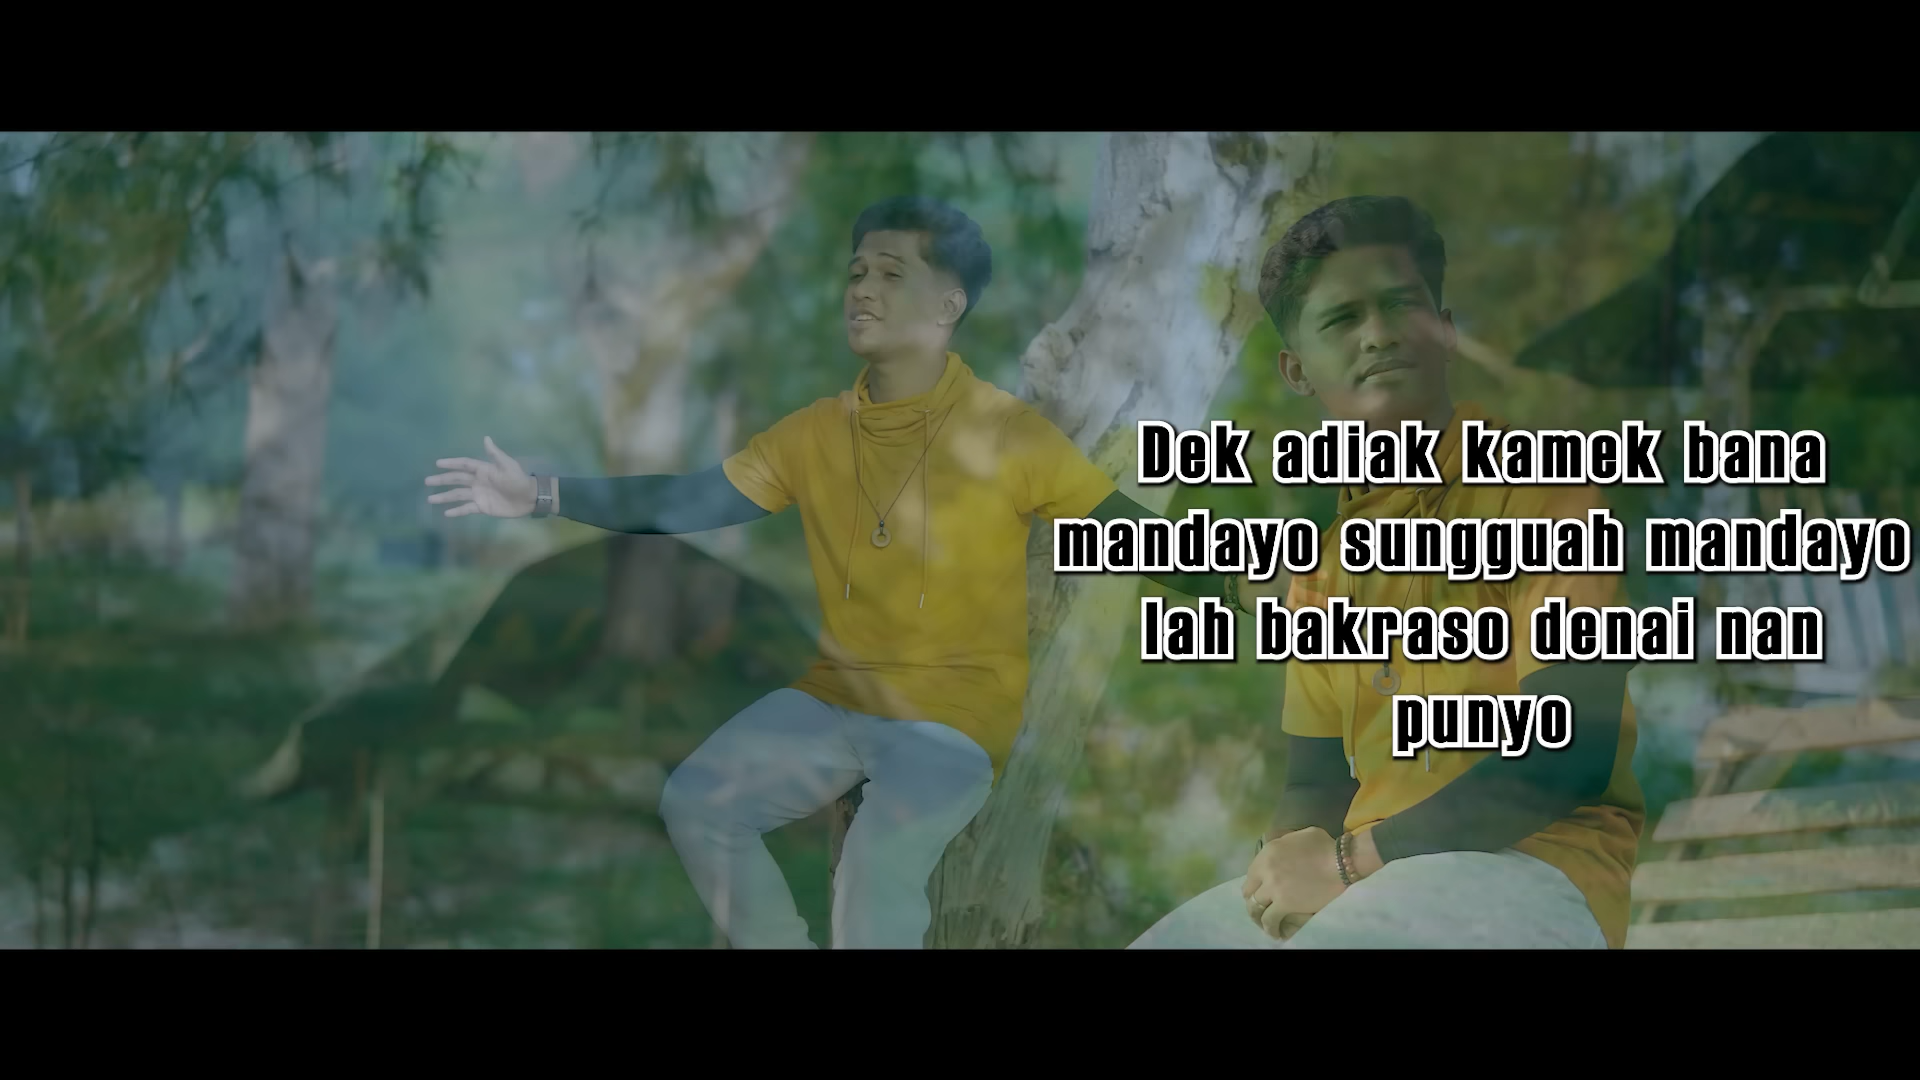 Dek adiak kamek bana
mandayo sungguah mandayo
lah bakraso denai nan
punyo